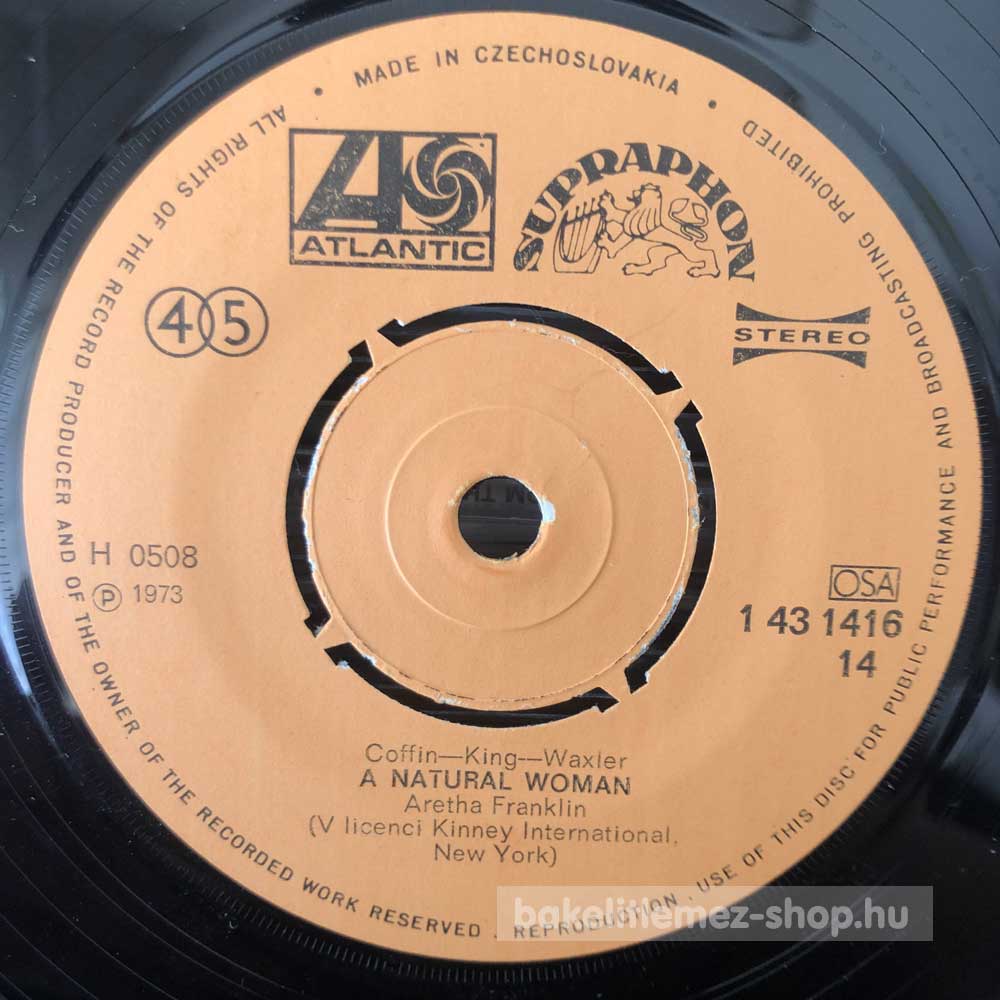 MADE IN CZECHOSLOVAKIA
ALL RIGHTS OF THE RECORD PRODUCER AND OF THE OWNER OF THE RECORDED WORK RESERVED . REPRODUCTION . USE OF THIS DISC FOR PUBLIC PERFORMANCE AND BROADCASTING PROHIBITED
ATLANTIC
SUPRAPHON
45
STEREO
H 0508
℗ 1973
OSA
1 43 1416
14
Coffin—King—Waxler
A NATURAL WOMAN
Aretha Franklin
(V licenci Kinney International,
New York)
bakelitlemez-shop.hu